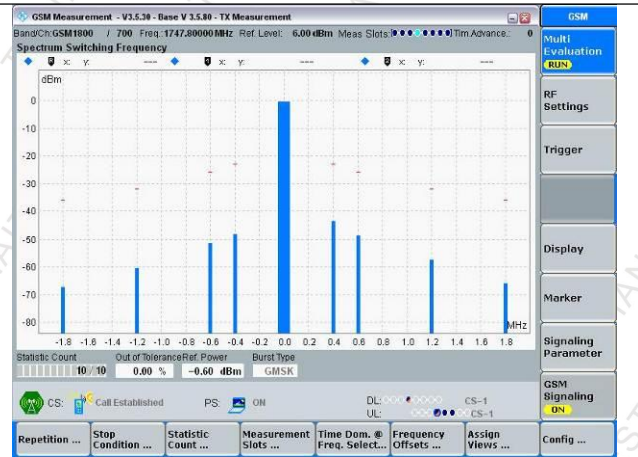 GSM Measurement - V3.5.30 - Base V 3.5.80 - TX Measurement
GSM
Band/Ch:GSM1800 / 700 Freq.:1747.80000MHz Ref. Level: 6.00 dBm Meas Slots: Tim.Advance.: 0
Spectrum Switching Frequency
x: y: --- x: y: --- x: y: ---
dBm
0
-10
-20
-30
-40
-50
-60
-70
-80
MHz
-1.8 -1.6 -1.4 -1.2 -1.0 -0.8 -0.6 -0.4 -0.2 0.0 0.2 0.4 0.6 0.8 1.0 1.2 1.4 1.6 1.8
Statistic Count Out of Tolerance Ref. Power Burst Type
10/10 0.00 % -0.60 dBm GMSK
CS: Call Established PS: ON DL: CS-1
UL: CS-1
Multi
Evaluation
RUN
RF
Settings
Trigger
Display
Marker
Signaling
Parameter
GSM
Signaling
ON
Repetition ...
Stop
Condition ...
Statistic
Count ...
Measurement
Slots ...
Time Dom. @
Freq. Select...
Frequency
Offsets ...
Assign
Views ...
Config ...